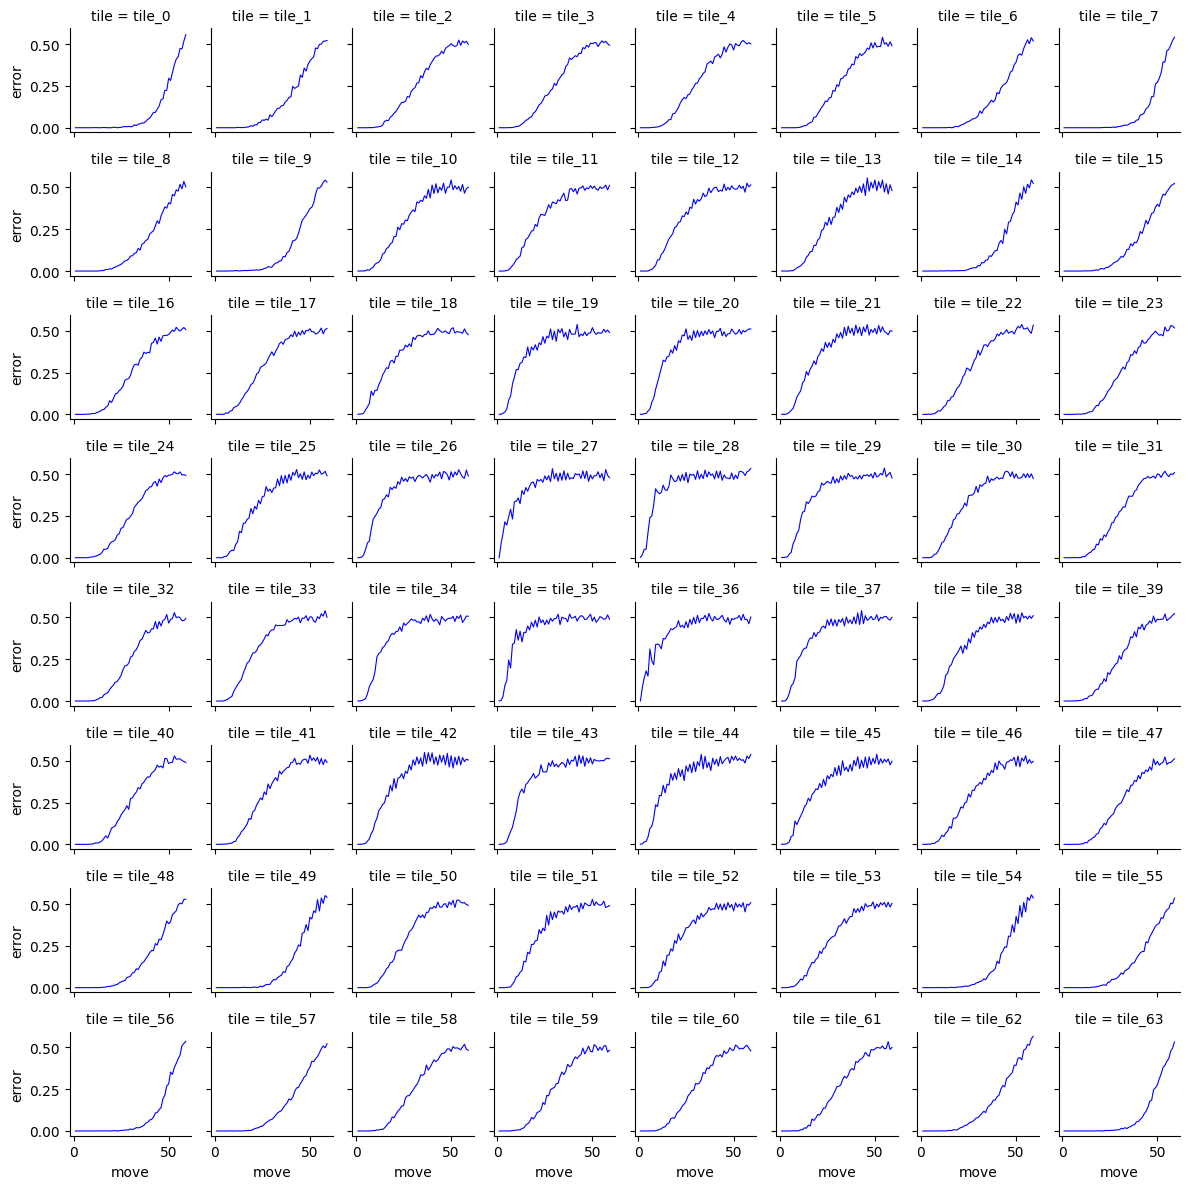 tile = tile_0 tile = tile_1 tile = tile_2 tile = tile_3 tile = tile_4 tile = tile_5 tile = tile_6 tile = tile_7
0.50
error
0.25
0.00
tile = tile_8 tile = tile_9 tile = tile_10 tile = tile_11 tile = tile_12 tile = tile_13 tile = tile_14 tile = tile_15
0.50
error
0.25
0.00
tile = tile_16 tile = tile_17 tile = tile_18 tile = tile_19 tile = tile_20 tile = tile_21 tile = tile_22 tile = tile_23
0.50
error
0.25
0.00
tile = tile_24 tile = tile_25 tile = tile_26 tile = tile_27 tile = tile_28 tile = tile_29 tile = tile_30 tile = tile_31
0.50
error
0.25
0.00
tile = tile_32 tile = tile_33 tile = tile_34 tile = tile_35 tile = tile_36 tile = tile_37 tile = tile_38 tile = tile_39
0.50
error
0.25
0.00
tile = tile_40 tile = tile_41 tile = tile_42 tile = tile_43 tile = tile_44 tile = tile_45 tile = tile_46 tile = tile_47
0.50
error
0.25
0.00
tile = tile_48 tile = tile_49 tile = tile_50 tile = tile_51 tile = tile_52 tile = tile_53 tile = tile_54 tile = tile_55
0.50
error
0.25
0.00
tile = tile_56 tile = tile_57 tile = tile_58 tile = tile_59 tile = tile_60 tile = tile_61 tile = tile_62 tile = tile_63
0.50
error
0.25
0.00
0 50 0 50 0 50 0 50 0 50 0 50 0 50 0 50
move move move move move move move move